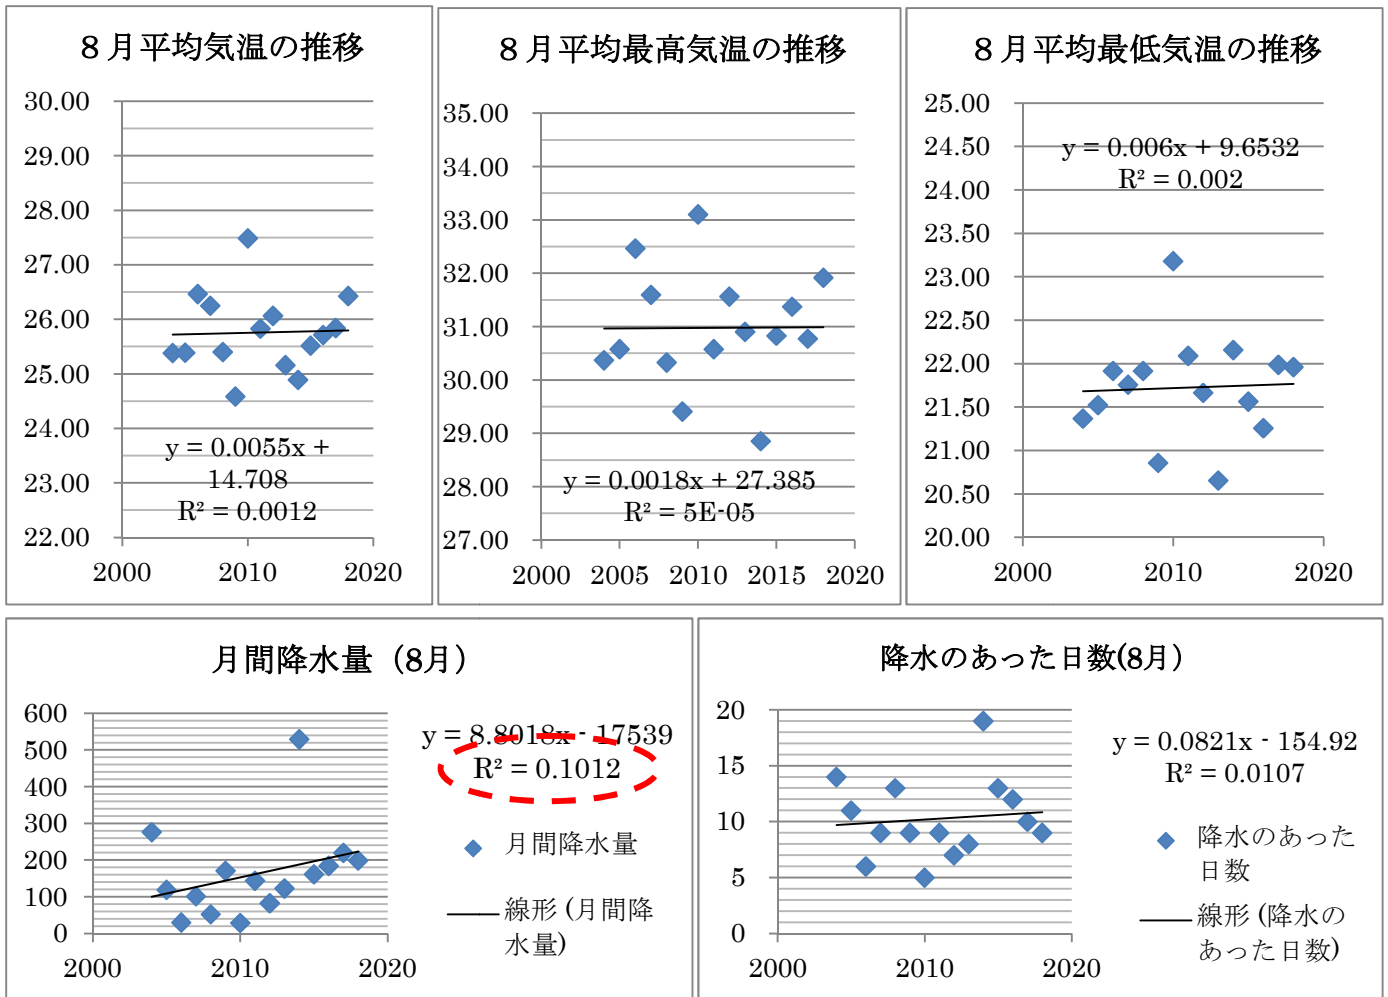 ８月平均気温の推移
30.00
29.00
28.00
27.00
26.00
25.00
24.00
23.00
22.00
y = 0.0055x +
14.708
R² = 0.0012
2000
2010
2020
８月平均最高気温の推移
35.00
34.00
33.00
32.00
31.00
30.00
29.00
28.00
27.00
y = 0.0018x + 27.385
R² = 5E-05
2000
2005
2010
2015
2020
８月平均最低気温の推移
25.00
24.50
24.00
23.50
23.00
22.50
22.00
21.50
21.00
20.50
20.00
y = 0.006x + 9.6532
R² = 0.002
2000
2010
2020
月間降水量（8月）
600
500
400
300
200
100
0
2000
2010
2020
y = 8.8018x - 17539
R² = 0.1012
月間降水量
線形 (月間降
水量)
降水のあった日数(8月）
20
15
10
5
0
2000
2010
2020
y = 0.0821x - 154.92
R² = 0.0107
降水のあった
日数
線形 (降水の
あった日数)